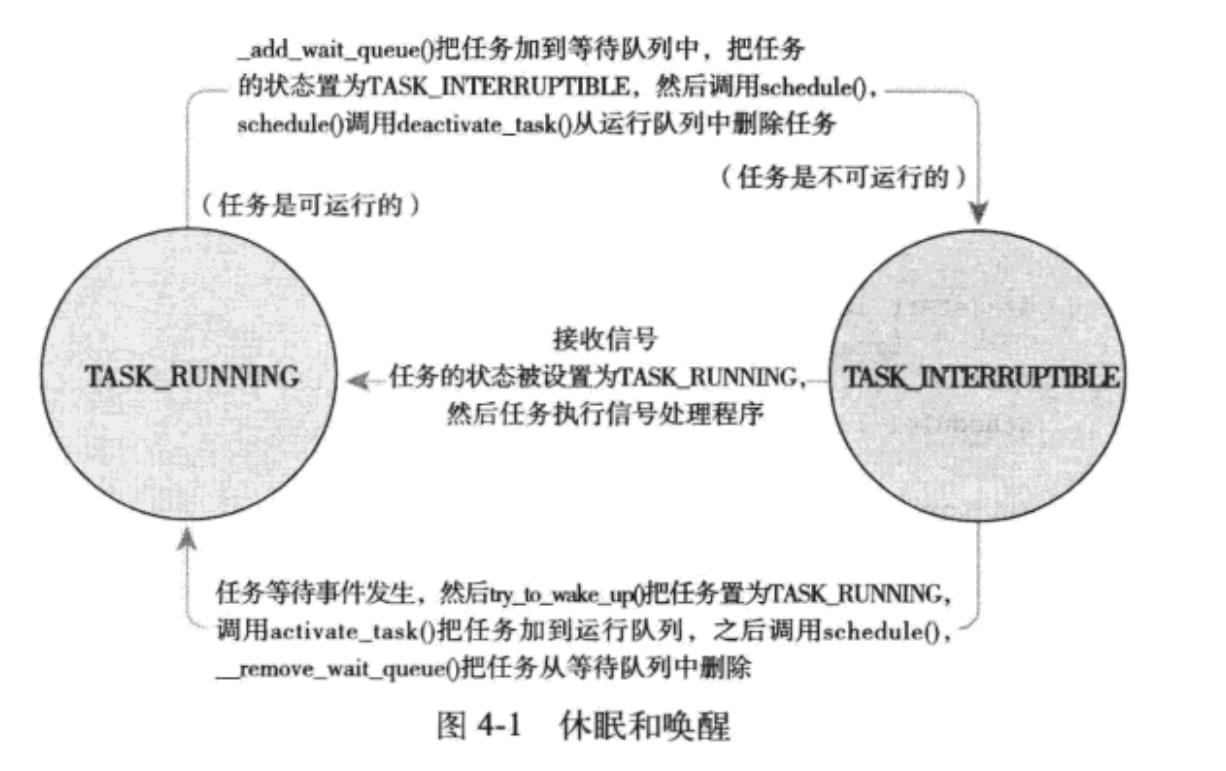 _add_wait_queue()把任务加到等待队列中，把任务
的状态置为TASK_INTERRUPTIBLE，然后调用schedule()，
schedule()调用deactivate_task()从运行队列中删除任务
（任务是不可运行的）
（任务是可运行的）
接收信号
TASK_RUNNING
任务的状态被设置为TASK_RUNNING，
TASK_INTERRUPTIBLE
然后任务执行信号处理程序
任务等待事件发生，然后try_to_wake_up()把任务置为TASK_RUNNING，
调用activate_task()把任务加到运行队列，之后调用schedule()，
__remove_wait_queue()把任务从等待队列中删除
图 4-1 休眠和唤醒